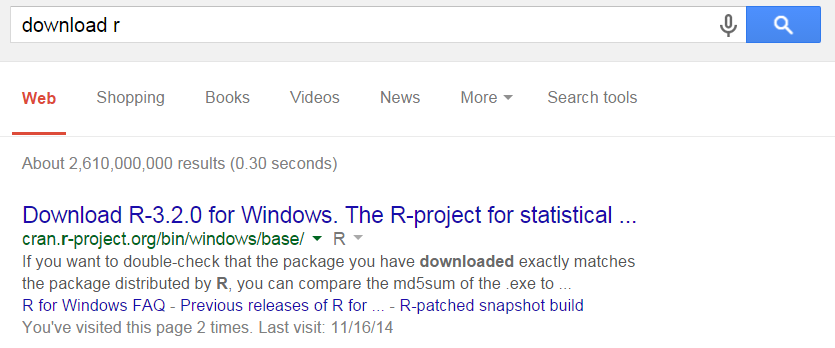 download r
Web Shopping Books Videos News More Search tools
About 2,610,000,000 results (0.30 seconds)
Download R-3.2.0 for Windows. The R-project for statistical ...
cran.r-project.org/bin/windows/base/ R
If you want to double-check that the package you have downloaded exactly matches
the package distributed by R, you can compare the md5sum of the .exe to ...
R for Windows FAQ - Previous releases of R for ... - R-patched snapshot build
You've visited this page 2 times. Last visit: 11/16/14